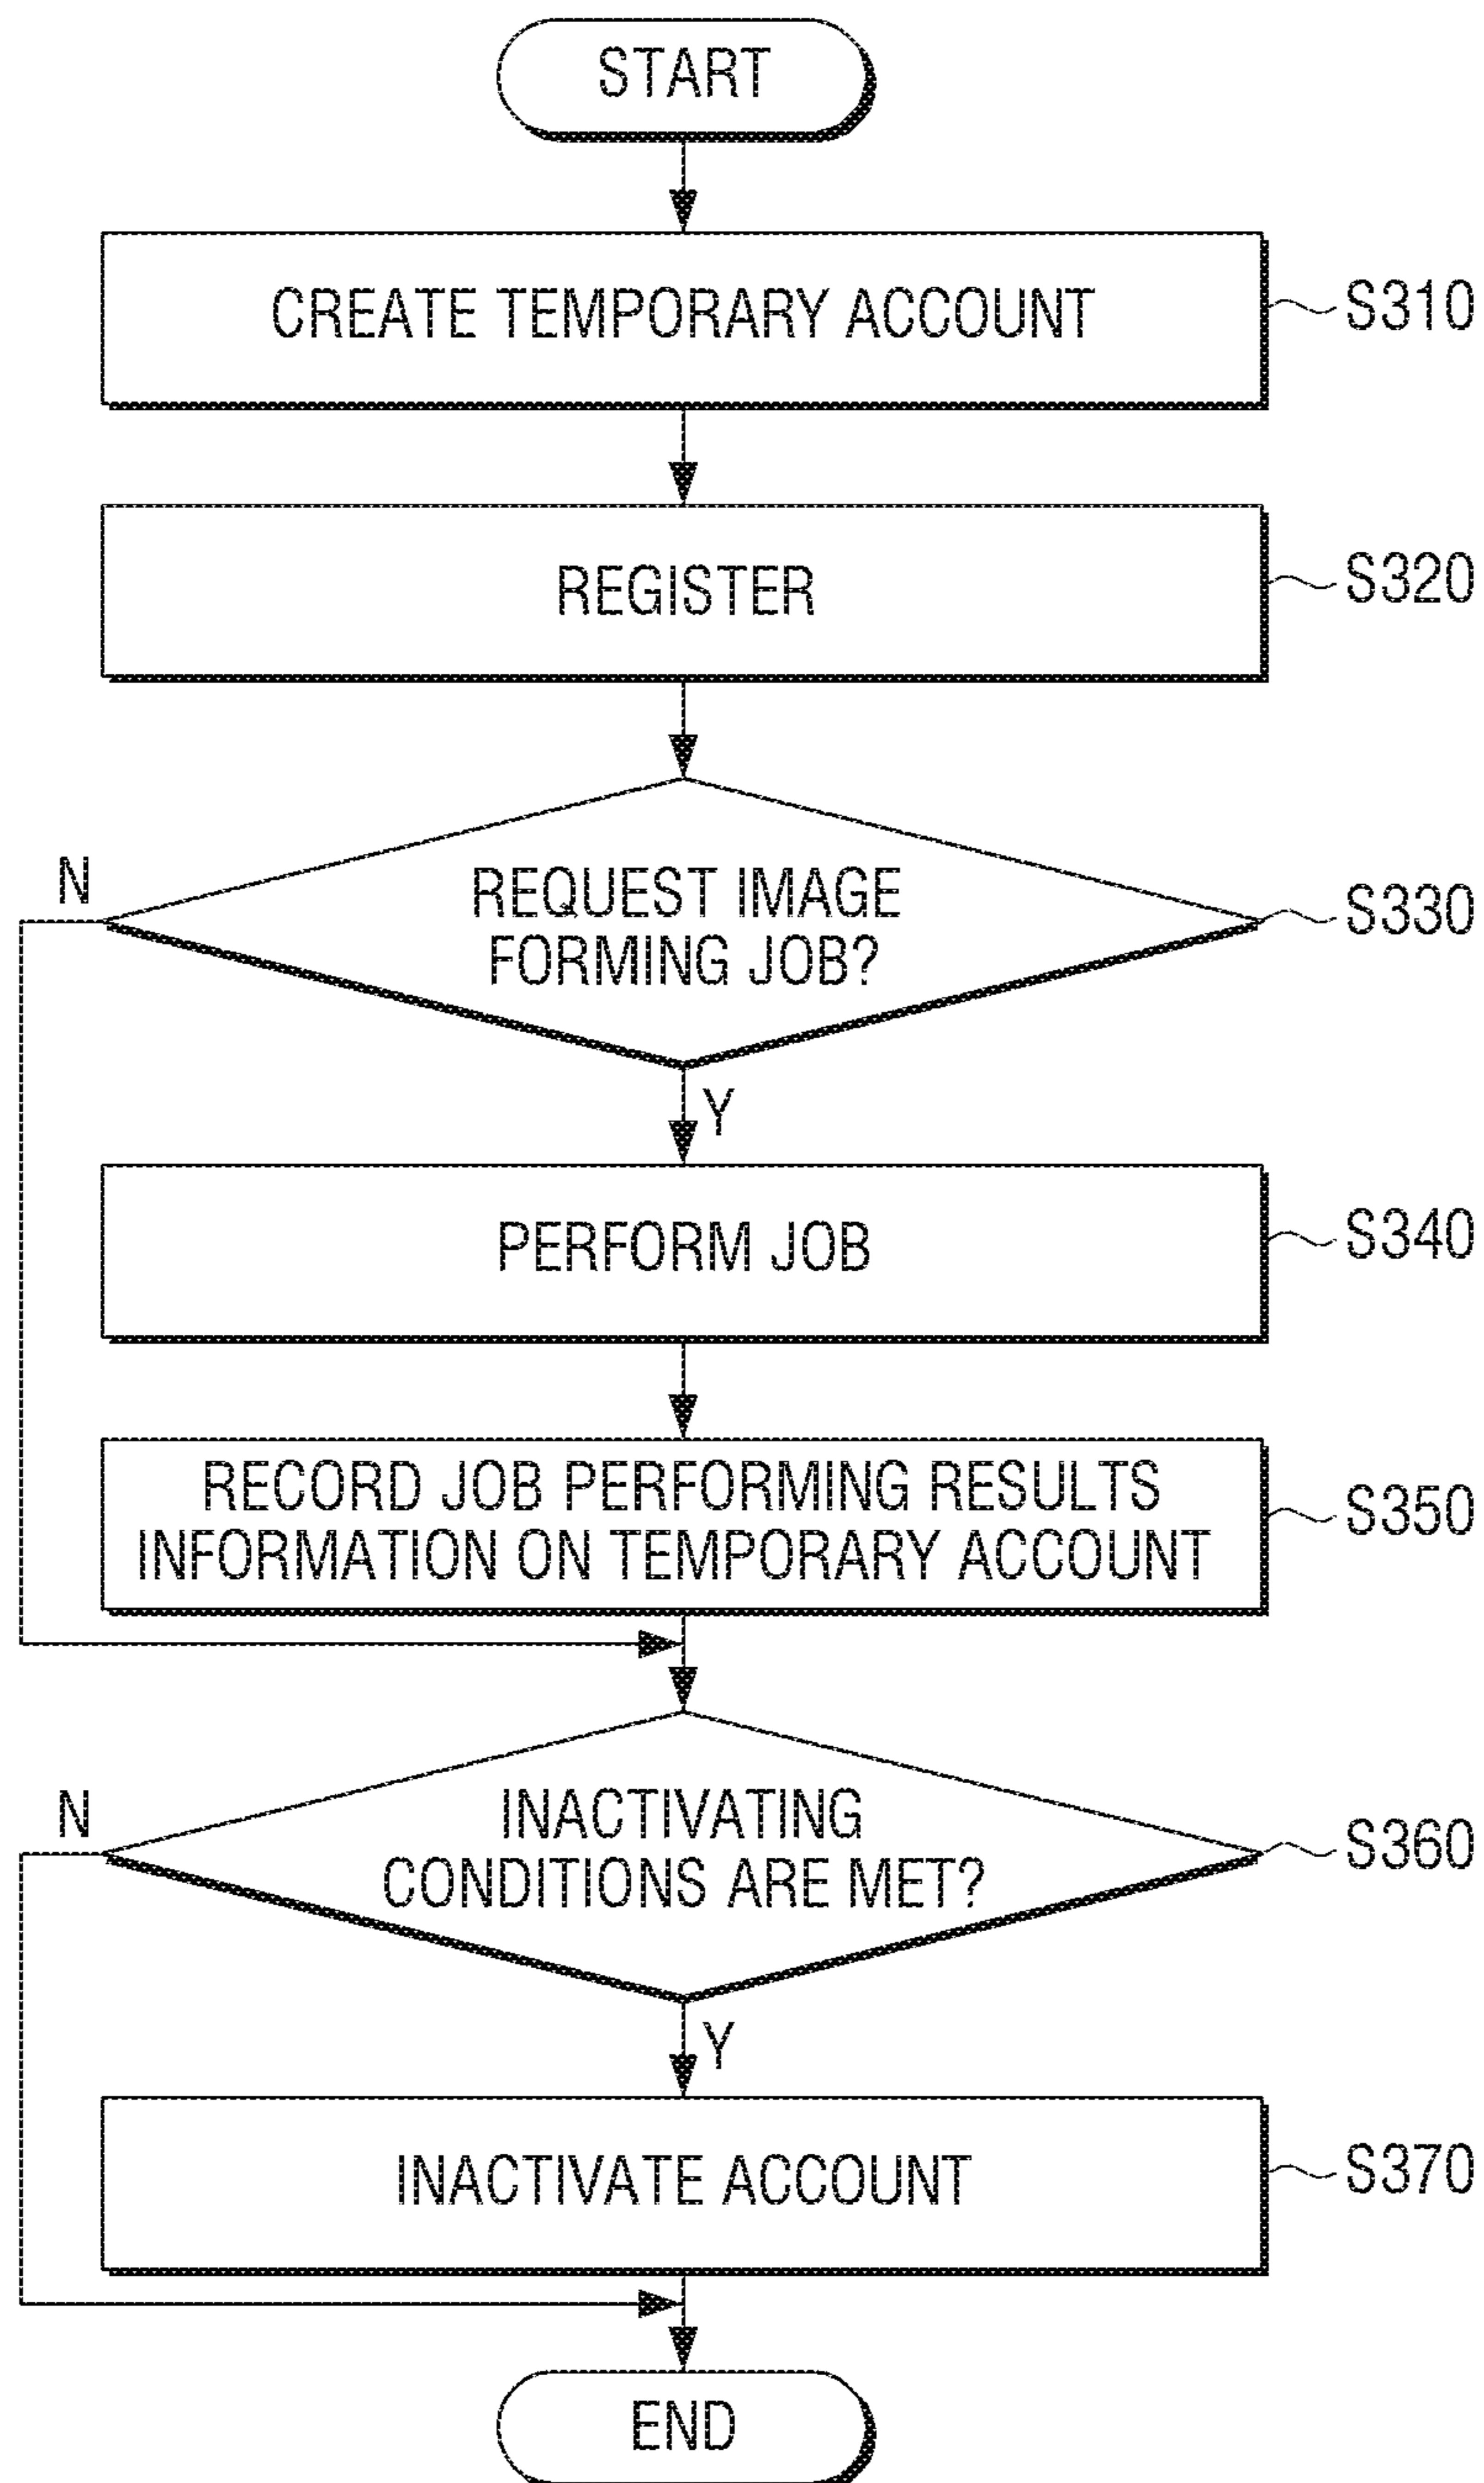 START
CREATE TEMPORARY ACCOUNT
S310
REGISTER
S320
N
REQUEST IMAGE
FORMING JOB?
S330
Y
PERFORM JOB
S340
RECORD JOB PERFORMING RESULTS
INFORMATION ON TEMPORARY ACCOUNT
S350
N
INACTIVATING
CONDITIONS ARE MET?
S360
Y
INACTIVATE ACCOUNT
S370
END